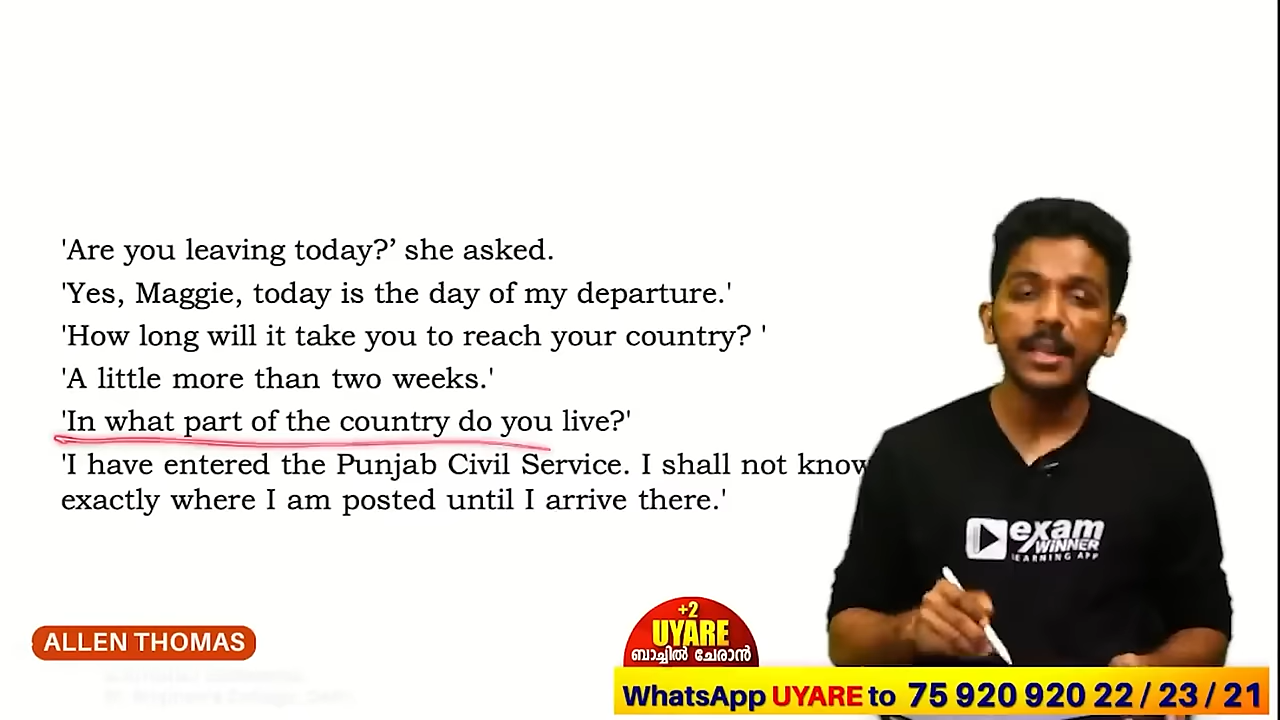 'Are you leaving today?’ she asked.
'Yes, Maggie, today is the day of my departure.'
'How long will it take you to reach your country? '
'A little more than two weeks.'
'In what part of the country do you live?'
'I have entered the Punjab Civil Service. I shall not know
exactly where I am posted until I arrive there.'
exam
WINNER
LEARNING APP
ALLEN THOMAS
+2
UYARE
ബാച്ചിൽ ചേരാൻ
WhatsApp UYARE to 75 920 920 22 / 23 / 21